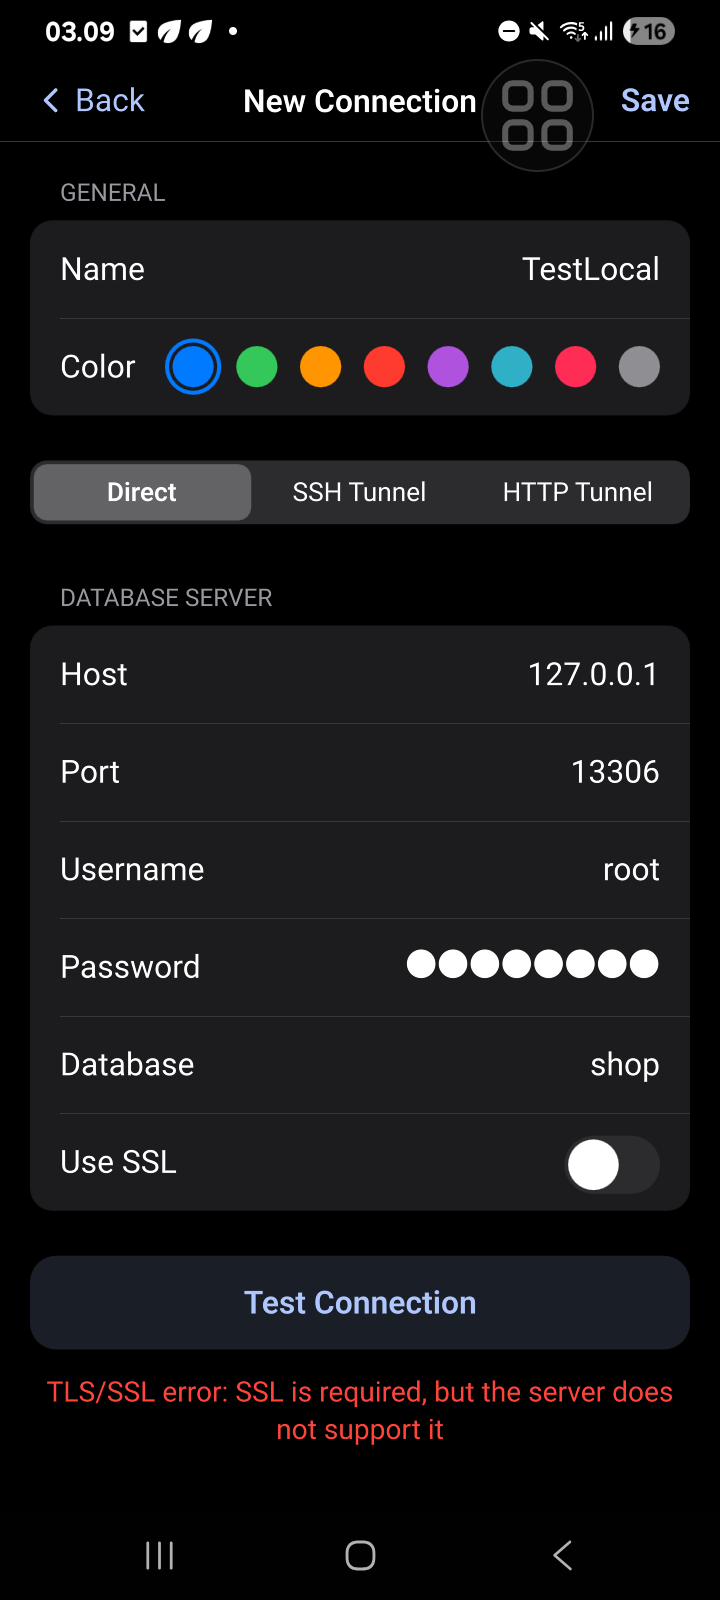 03.09
5
16
Back
New Connection
Save
GENERAL
Name
TestLocal
Color
Direct
SSH Tunnel
HTTP Tunnel
DATABASE SERVER
Host
127.0.0.1
Port
13306
Username
root
Password
Database
shop
Use SSL
Test Connection
TLS/SSL error: SSL is required, but the server does
not support it